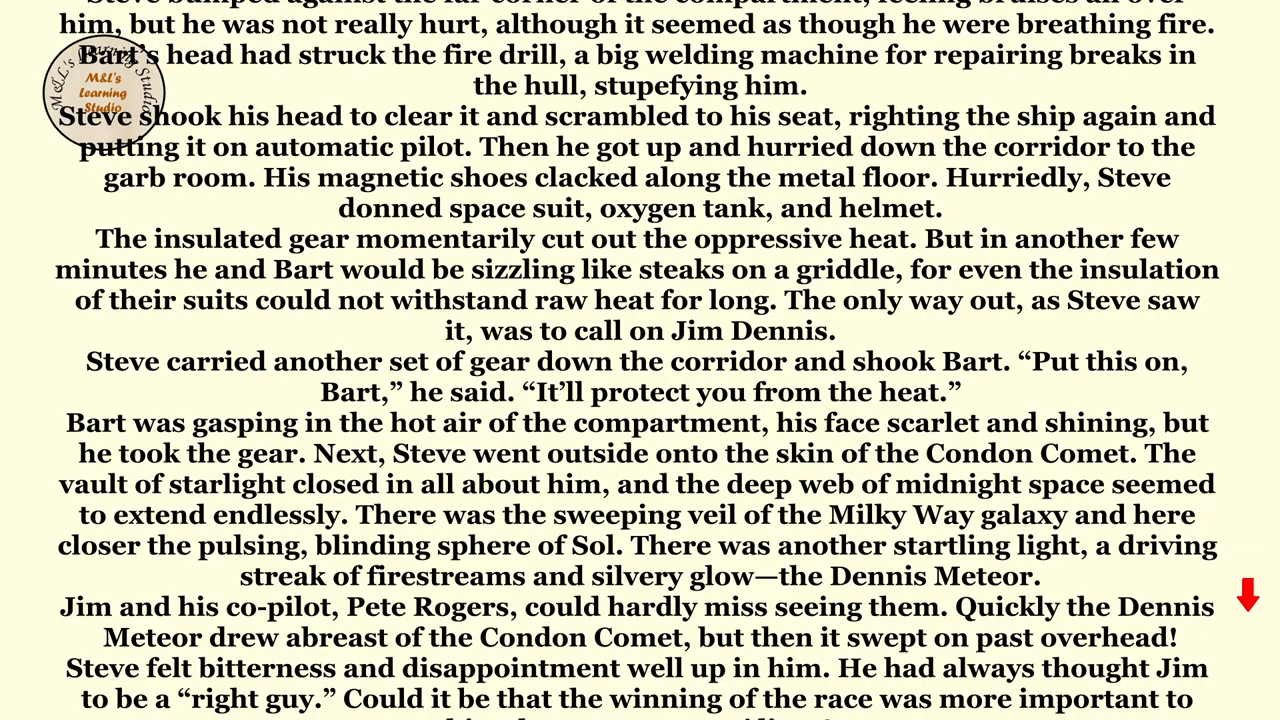 him, but he was not really hurt, although it seemed as though he were breathing fire.
Bart’s head had struck the fire drill, a big welding machine for repairing breaks in
the hull, stupefying him.
Steve shook his head to clear it and scrambled to his seat, righting the ship again and
putting it on automatic pilot. Then he got up and hurried down the corridor to the
garb room. His magnetic shoes clacked along the metal floor. Hurriedly, Steve
donned space suit, oxygen tank, and helmet.
The insulated gear momentarily cut out the oppressive heat. But in another few
minutes he and Bart would be sizzling like steaks on a griddle, for even the insulation
of their suits could not withstand raw heat for long. The only way out, as Steve saw
it, was to call on Jim Dennis.
Steve carried another set of gear down the corridor and shook Bart. “Put this on,
Bart,” he said. “It’ll protect you from the heat.”
Bart was gasping in the hot air of the compartment, his face scarlet and shining, but
he took the gear. Next, Steve went outside onto the skin of the Condon Comet. The
vault of starlight closed in all about him, and the deep web of midnight space seemed
to extend endlessly. There was the sweeping veil of the Milky Way galaxy and here
closer the pulsing, blinding sphere of Sol. There was another startling light, a driving
streak of firestreams and silvery glow—the Dennis Meteor.
Jim and his co-pilot, Pete Rogers, could hardly miss seeing them. Quickly the Dennis
Meteor drew abreast of the Condon Comet, but then it swept on past overhead!
Steve felt bitterness and disappointment well up in him. He had always thought Jim
to be a “right guy.” Could it be that the winning of the race was more important to
M&L's Learning Studio
M&L's
Learning
Studio